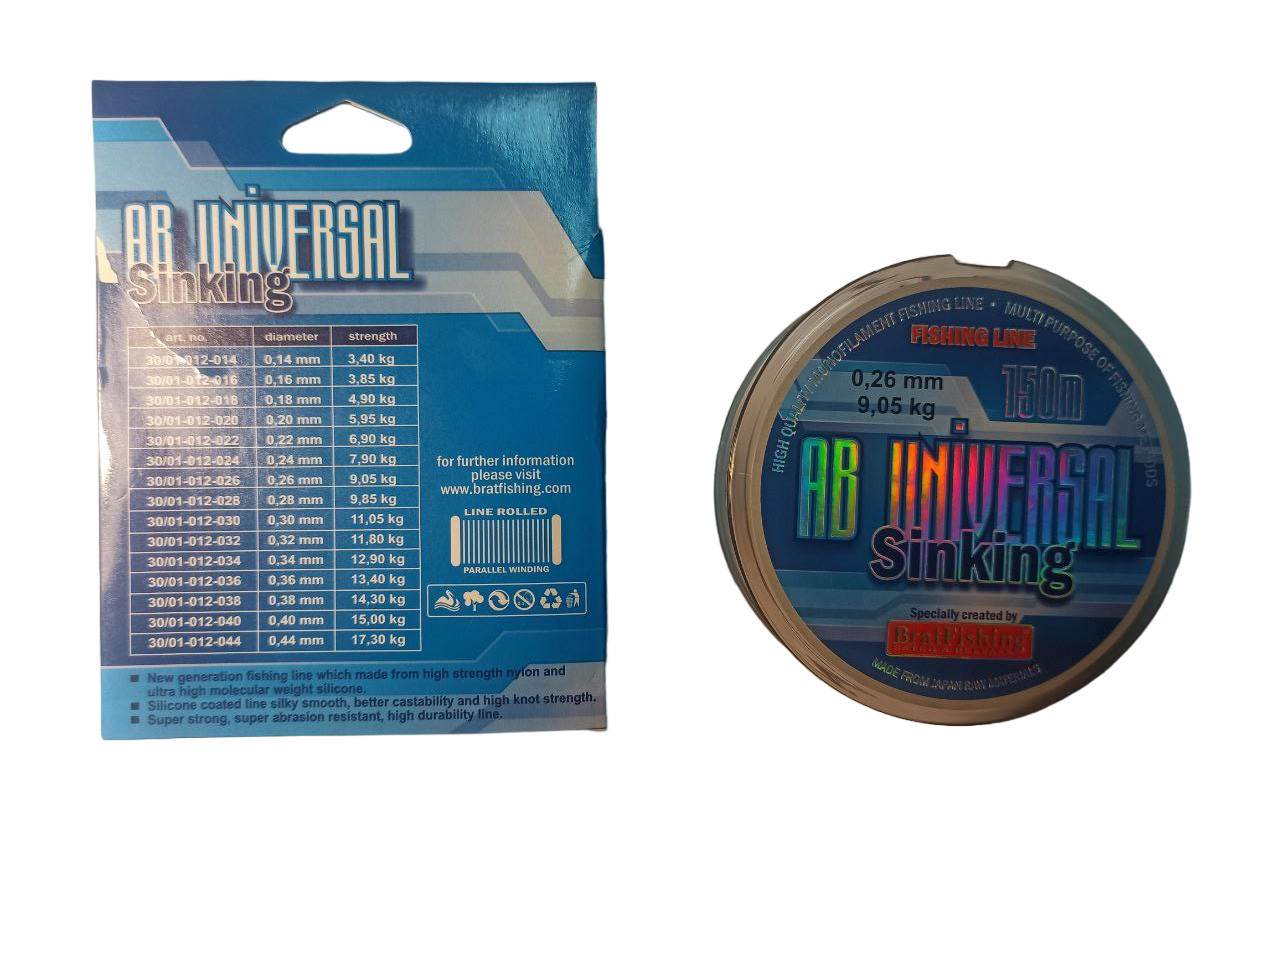 AB UNiVERSAL
Sinking
art. no. diameter strength
30/01-012-014 0,14 mm 3,40 kg
30/01-012-016 0,16 mm 3,85 kg
30/01-012-018 0,18 mm 4,90 kg
30/01-012-020 0,20 mm 5,95 kg
30/01-012-022 0,22 mm 6,90 kg
30/01-012-024 0,24 mm 7,90 kg
30/01-012-026 0,26 mm 9,05 kg
30/01-012-028 0,28 mm 9,85 kg
30/01-012-030 0,30 mm 11,05 kg
30/01-012-032 0,32 mm 11,80 kg
30/01-012-034 0,34 mm 12,90 kg
30/01-012-036 0,36 mm 13,40 kg
30/01-012-038 0,38 mm 14,30 kg
30/01-012-040 0,40 mm 15,00 kg
30/01-012-044 0,44 mm 17,30 kg
for further information
please visit
www.bratfishing.com
LINE ROLLED
PARALLEL WINDING
■ New generation fishing line which made from high strength nylon and
ultra high molecular weight silicone.
■ Silicone coated line silky smooth, better castability and high knot strength.
■ Super strong, super abrasion resistant, high durability line.
HIGH QUALITY MONOFILAMENT FISHING LINE • MULTI PURPOSE OF FISHING METHODS
FISHING LINE
0,26 mm
9,05 kg
150m
AB UNiVERSAL
Sinking
Specially created by
BratFishing
MADE FROM JAPAN RAW MATERIALS